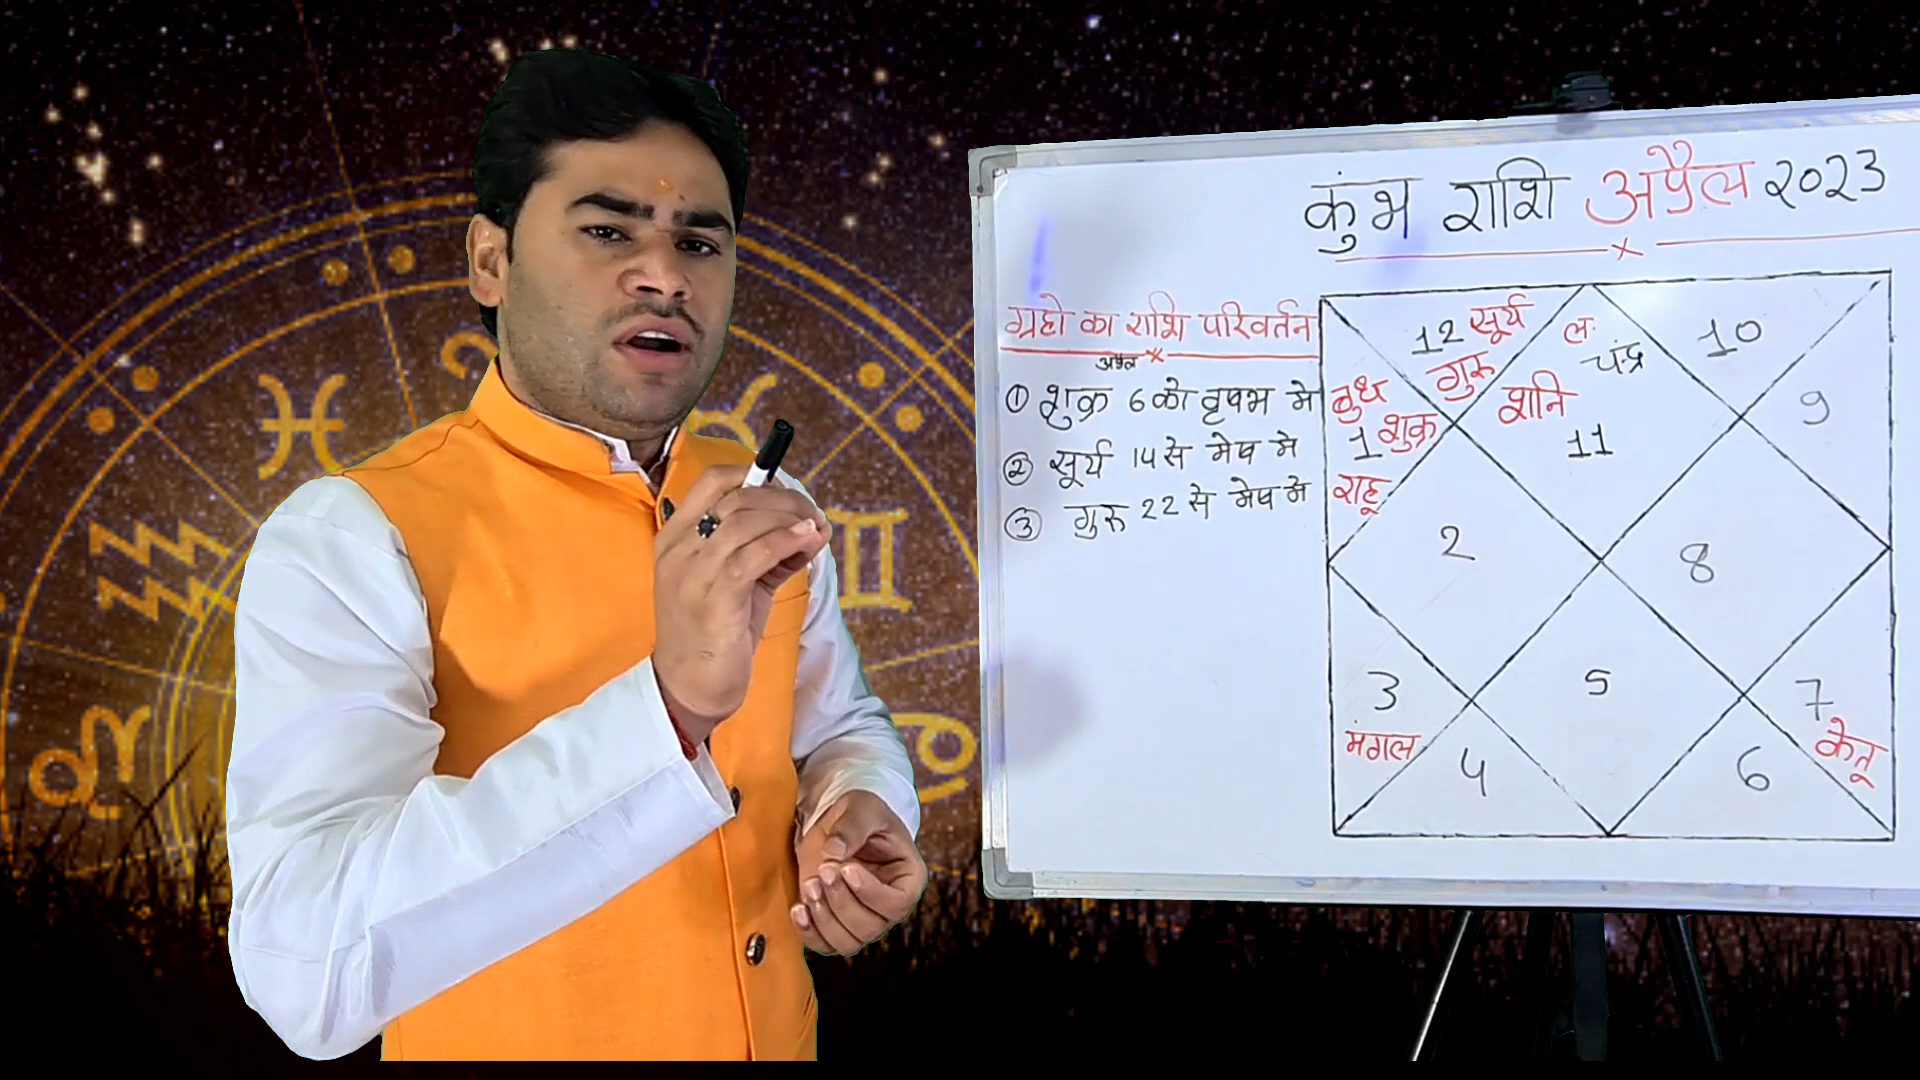 कुंभ राशि अप्रैल २०२3
ग्रहो का राशि परिवर्तन
अप्रैल
① शुक्र 6 को वृषभ मे
② सूर्य 14 से मेष मे
③ गुरु 22 से मेष मे
12 सूर्य
गुरु
ल.
चंद्र
शनि
11
10
9
बुध
1 शुक्र
राहू
2
8
3
मंगल
4
5
6
7
केतू